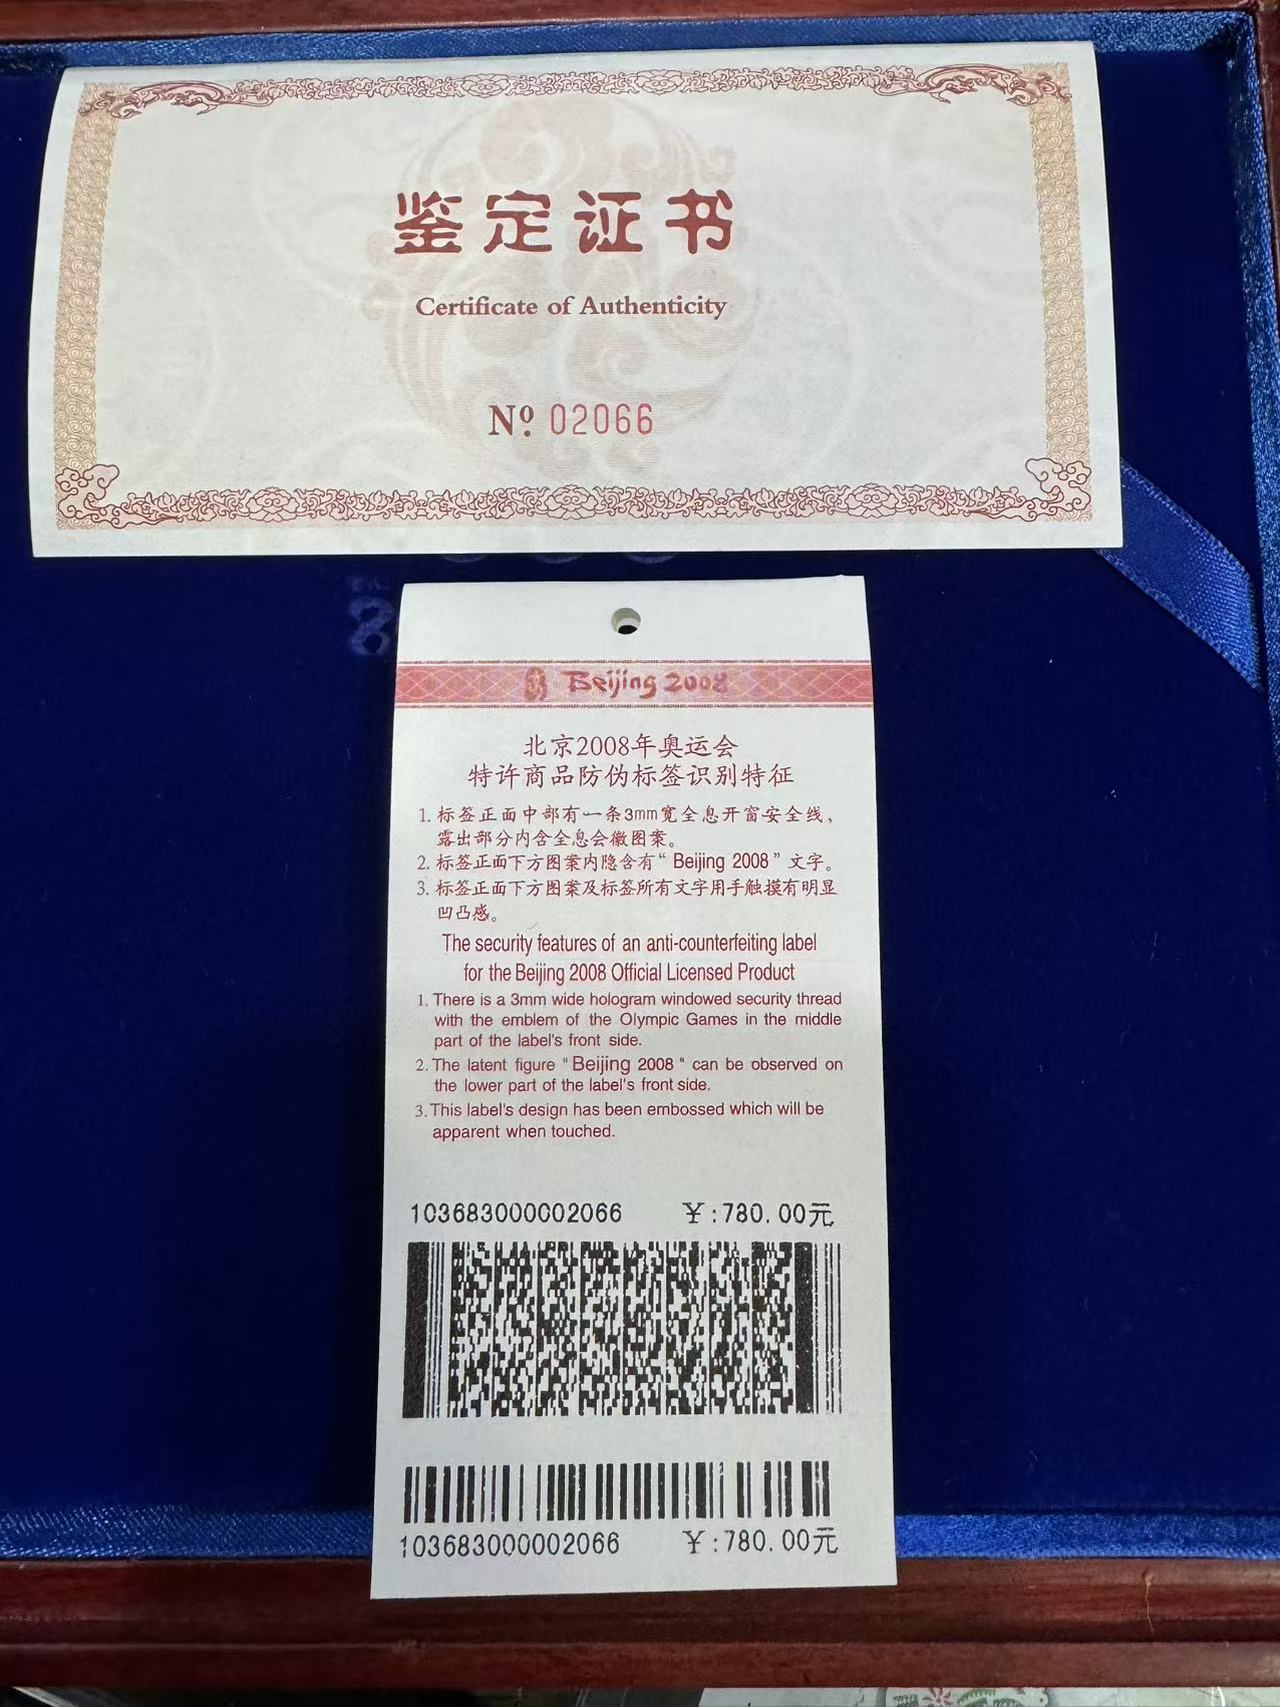 鉴定证书
Certificate of Authenticity
Nº 02066
Beijing 2008
北京2008年奥运会
特许商品防伪标签识别特征
1. 标签正面中部有一条3mm宽全息开窗安全线，
露出部分内含全息会徽图案。
2. 标签正面下方图案内隐含有“Beijing 2008”文字。
3. 标签正面下方图案及标签所有文字用手触摸有明显
凹凸感。
The security features of an anti-counterfeiting label
for the Beijing 2008 Official Licensed Product
1. There is a 3mm wide hologram windowed security thread
with the emblem of the Olympic Games in the middle
part of the label's front side.
2. The latent figure "Beijing 2008" can be observed on
the lower part of the label's front side.
3. This label's design has been embossed which will be
apparent when touched.
103683000002066 ￥:780.00元
103683000002066 ￥:780.00元